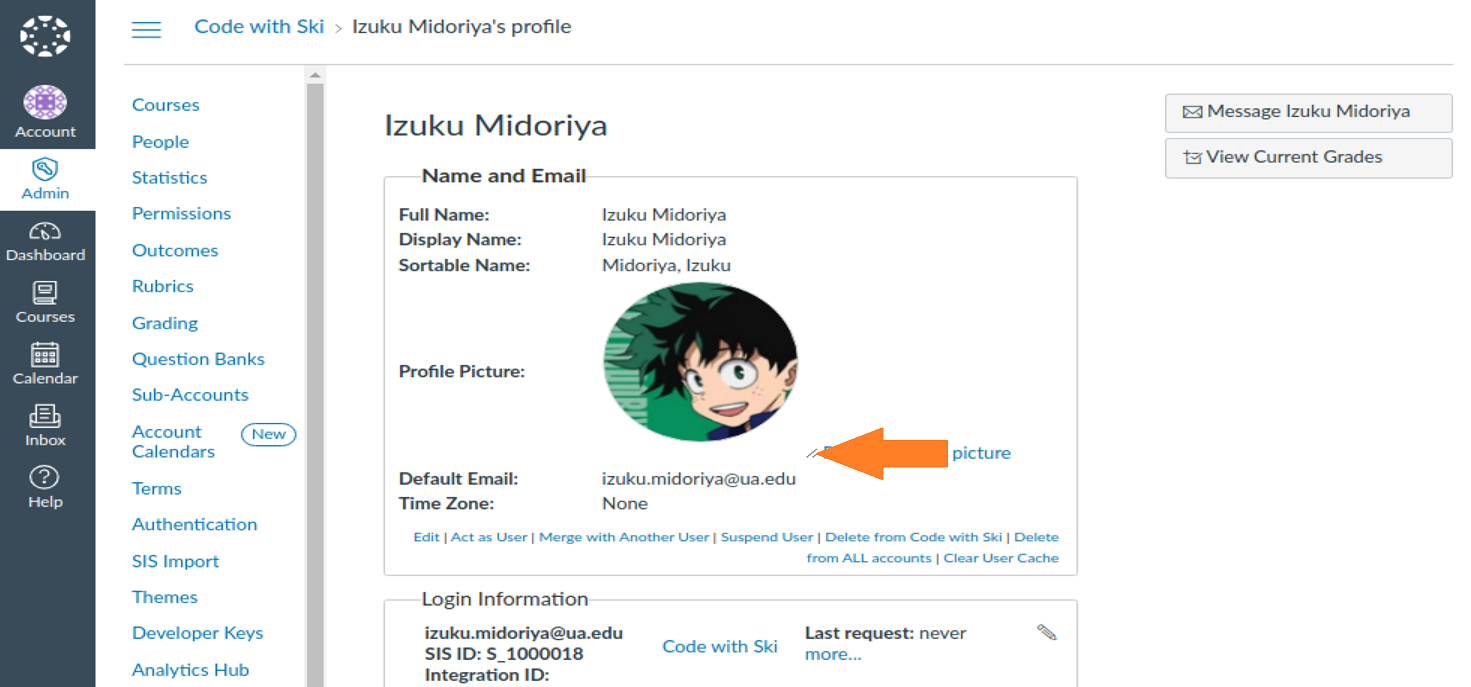 Code with Ski > Izuku Midoriya's profile
Account
Admin
Dashboard
Courses
Calendar
Inbox
Help
Courses
People
Statistics
Permissions
Outcomes
Rubrics
Grading
Question Banks
Sub-Accounts
Account New
Calendars
Terms
Authentication
SIS Import
Themes
Developer Keys
Analytics Hub
Izuku Midoriya
Name and Email
Full Name: Izuku Midoriya
Display Name: Izuku Midoriya
Sortable Name: Midoriya, Izuku
Profile Picture:
picture
Default Email: izuku.midoriya@ua.edu
Time Zone: None
Edit | Act as User | Merge with Another User | Suspend User | Delete from Code with Ski | Delete
from ALL accounts | Clear User Cache
Login Information
izuku.midoriya@ua.edu Code with Ski Last request: never
SIS ID: S_1000018 more...
Integration ID:
Message Izuku Midoriya
View Current Grades